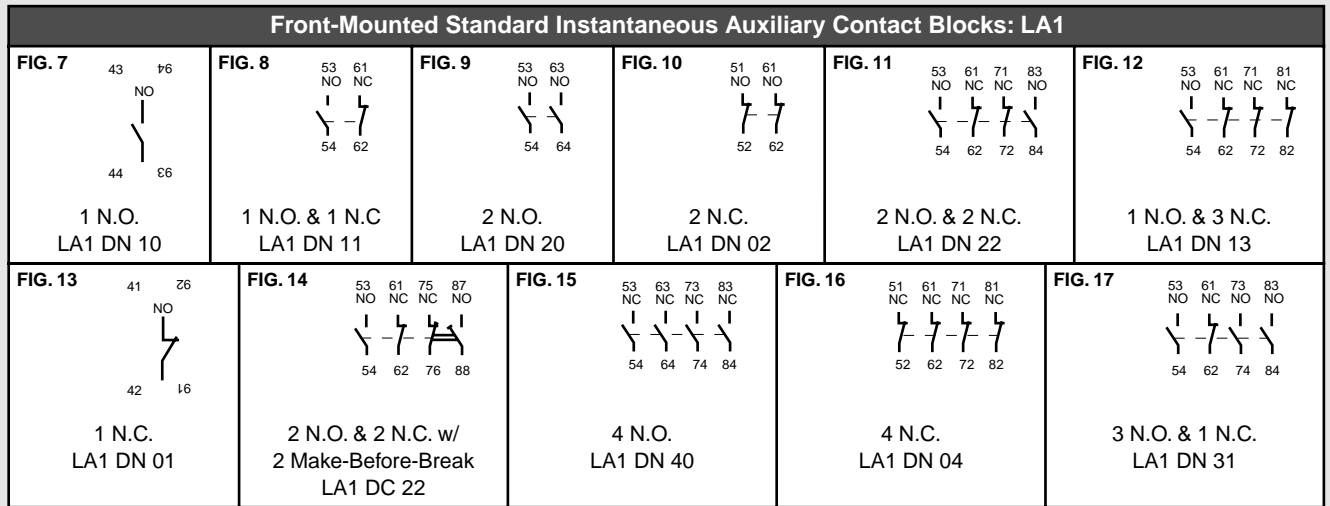 Front-Mounted Standard Instantaneous Auxiliary Contact Blocks: LA1
FIG. 7
43 94
NO
44 93
1 N.O.
LA1 DN 10
FIG. 8
53 61
NO NC
54 62
1 N.O. & 1 N.C
LA1 DN 11
FIG. 9
53 63
NO NO
54 64
2 N.O.
LA1 DN 20
FIG. 10
51 61
NO NO
52 62
2 N.C.
LA1 DN 02
FIG. 11
53 61 71 83
NO NC NC NO
54 62 72 84
2 N.O. & 2 N.C.
LA1 DN 22
FIG. 12
53 61 71 81
NO NC NC NC
54 62 72 82
1 N.O. & 3 N.C.
LA1 DN 13
FIG. 13
41 92
NO
42 91
1 N.C.
LA1 DN 01
FIG. 14
53 61 75 87
NO NC NC NO
54 62 76 88
2 N.O. & 2 N.C. w/
2 Make-Before-Break
LA1 DC 22
FIG. 15
53 63 73 83
NC NC NC NC
54 64 74 84
4 N.O.
LA1 DN 40
FIG. 16
51 61 71 81
NC NC NC NC
52 62 72 82
4 N.C.
LA1 DN 04
FIG. 17
53 61 73 83
NO NC NO NO
54 62 74 84
3 N.O. & 1 N.C.
LA1 DN 31